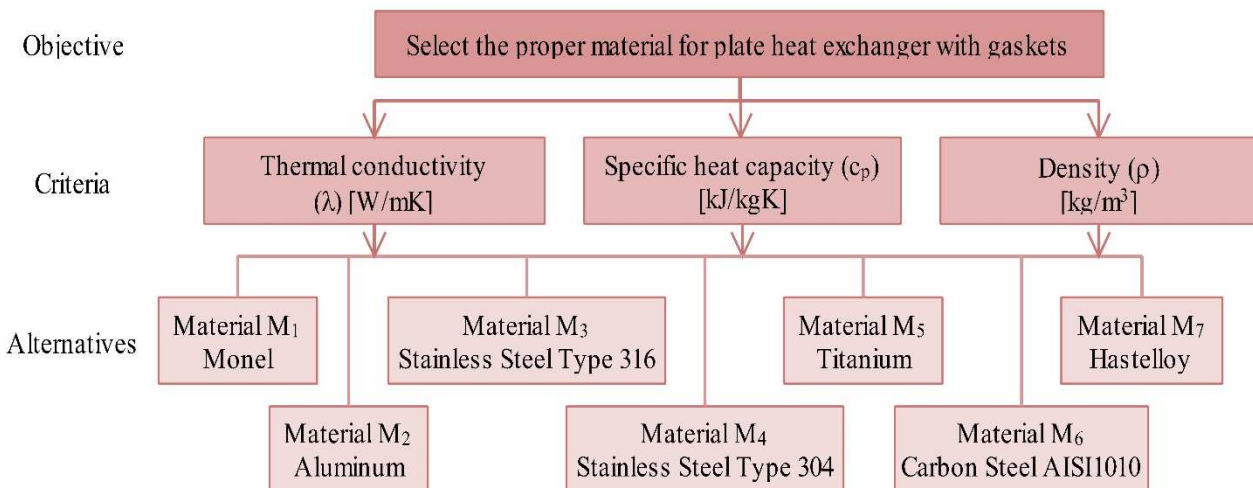 Objective
Select the proper material for plate heat exchanger with gaskets
Criteria
Thermal conductivity
(λ) [W/mK]
Specific heat capacity (cₚ)
[kJ/kgK]
Density (ρ)
[kg/m³]
Alternatives
Material M₁
Monel
Material M₃
Stainless Steel Type 316
Material M₅
Titanium
Material M₇
Hastelloy
Material M₂
Aluminum
Material M₄
Stainless Steel Type 304
Material M₆
Carbon Steel AISI1010